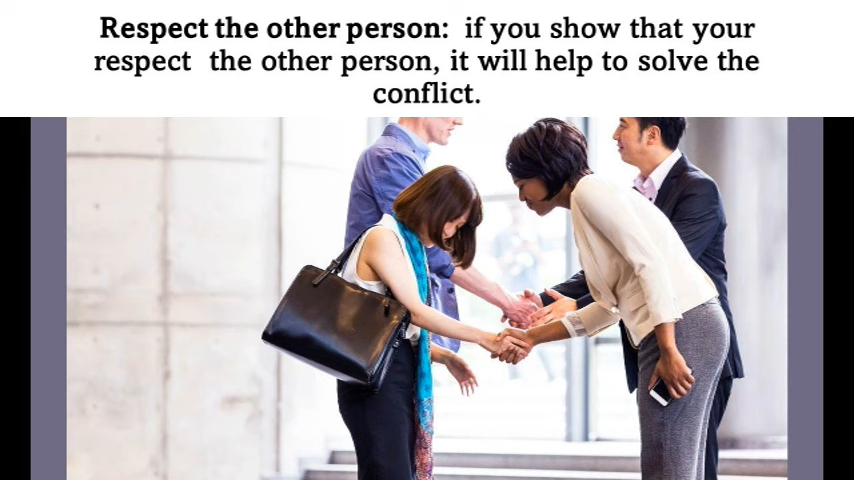 Respect the other person:  if you show that your
respect  the other person, it will help to solve the
conflict.